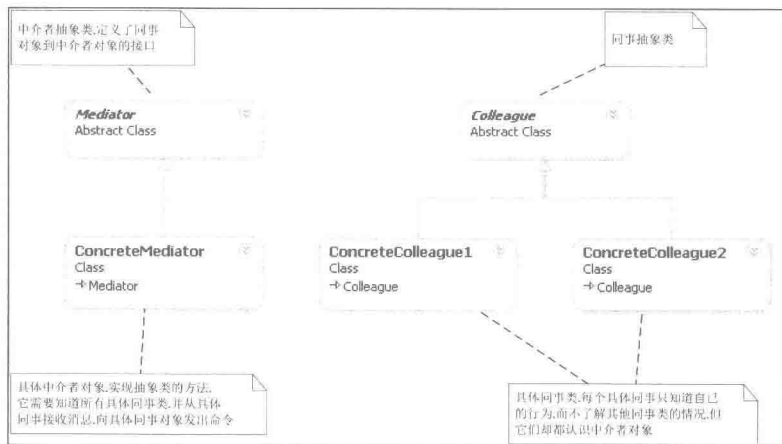 中介者抽象类,定义了同事
对象到中介者对象的接口
同事抽象类
Mediator
Abstract Class
Colleague
Abstract Class
ConcreteMediator
Class
Mediator
ConcreteColleague1
Class
Colleague
ConcreteColleague2
Class
Colleague
具体中介者对象,实现抽象类的方法,
它需要知道所有具体同事类,并从具体
同事接收消息,向具体同事对象发出命令
具体同事类,每个具体同事只知道自己
的行为,而不了解其他同事类的情况,但
它们却都认识中介者对象